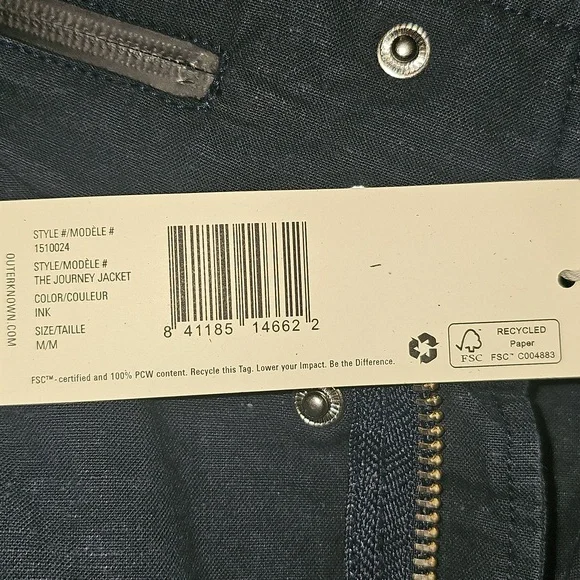 OUTERKNOWN.COM
STYLE #/MODÈLE #
1510024
STYLE/MODÈLE #
THE JOURNEY JACKET
COLOR/COULEUR
INK
SIZE/TAILLE
M/M
8 41185 14662 2
RECYCLED
Paper
FSC™ C004883
FSC
FSC™-certified and 100% PCW content. Recycle this Tag. Lower your Impact. Be the Difference.